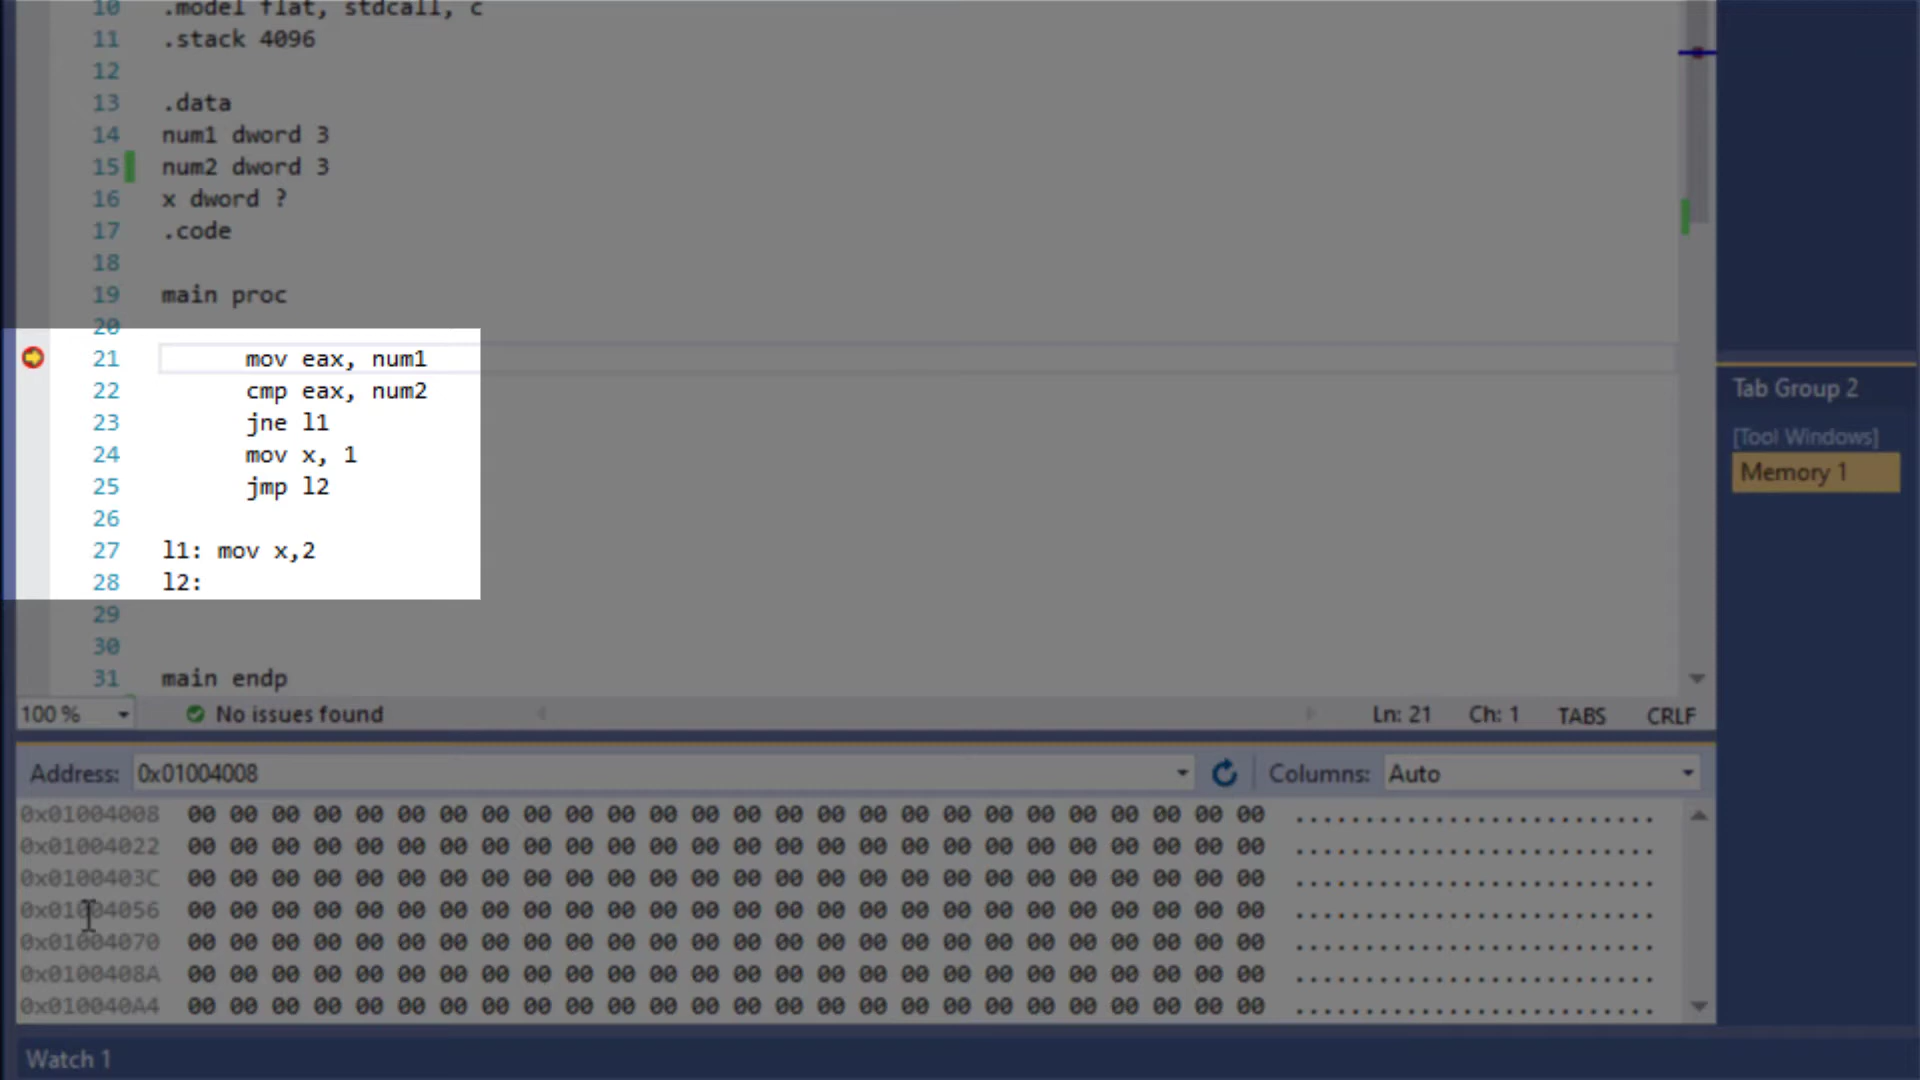 10 .model flat, stdcall, c
11 .stack 4096
12
13 .data
14 num1 dword 3
15 num2 dword 3
16 x dword ?
17 .code
18
19 main proc
20
21 mov eax, num1
22 cmp eax, num2
23 jne l1
24 mov x, 1
25 jmp l2
26
27 l1: mov x,2
28 l2:
29
30
31 main endp
100 % No issues found Ln: 21 Ch: 1 TABS CRLF
Address: 0x01004008 Columns: Auto
0x01004008 00 00 00 00 00 00 00 00 00 00 00 00 00 00 00 00 00 00 00 00 00 00 00 00 00 00 ..........................
0x01004022 00 00 00 00 00 00 00 00 00 00 00 00 00 00 00 00 00 00 00 00 00 00 00 00 00 00 ..........................
0x0100403C 00 00 00 00 00 00 00 00 00 00 00 00 00 00 00 00 00 00 00 00 00 00 00 00 00 00 ..........................
0x01004056 00 00 00 00 00 00 00 00 00 00 00 00 00 00 00 00 00 00 00 00 00 00 00 00 00 00 ..........................
0x01004070 00 00 00 00 00 00 00 00 00 00 00 00 00 00 00 00 00 00 00 00 00 00 00 00 00 00 ..........................
0x0100408A 00 00 00 00 00 00 00 00 00 00 00 00 00 00 00 00 00 00 00 00 00 00 00 00 00 00 ..........................
0x010040A4 00 00 00 00 00 00 00 00 00 00 00 00 00 00 00 00 00 00 00 00 00 00 00 00 00 00 ..........................
Watch 1
Tab Group 2
[Tool Windows]
Memory 1